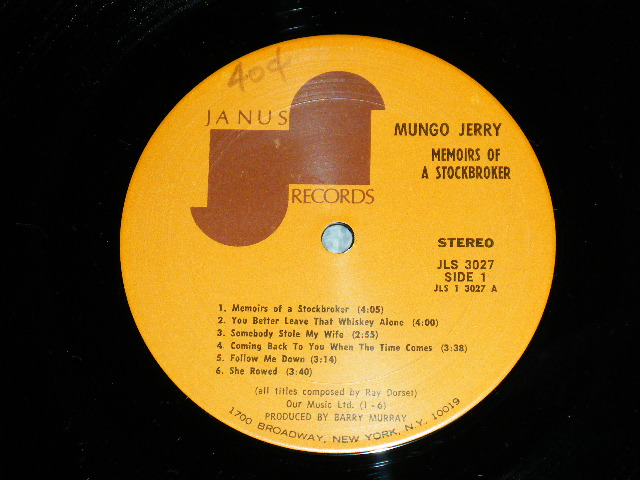 40¢
JANUS
RECORDS
MUNGO JERRY
MEMOIRS OF
A STOCKBROKER
STEREO
JLS 3027
SIDE 1
JLS 1 3027 A
1. Memoirs of a Stockbroker (4:05)
2. You Better Leave That Whiskey Alone (4:00)
3. Somebody Stole My Wife (2:55)
4. Coming Back To You When The Time Comes (3:38)
5. Follow Me Down (3:14)
6. She Rowed (3:40)
(all titles composed by Ray Dorset)
Our Music Ltd. (1-6)
PRODUCED BY BARRY MURRAY
1700 BROADWAY, NEW YORK, N.Y. 10019